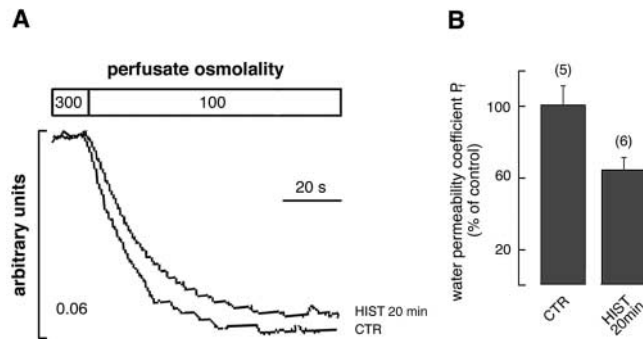 A
perfusate osmolality
300
100
arbitrary units
20 s
0.06
HIST 20 min
CTR
B
water permeability coefficient Pf
(% of control)
100
60
20
(5)
(6)
CTR
HIST
20min